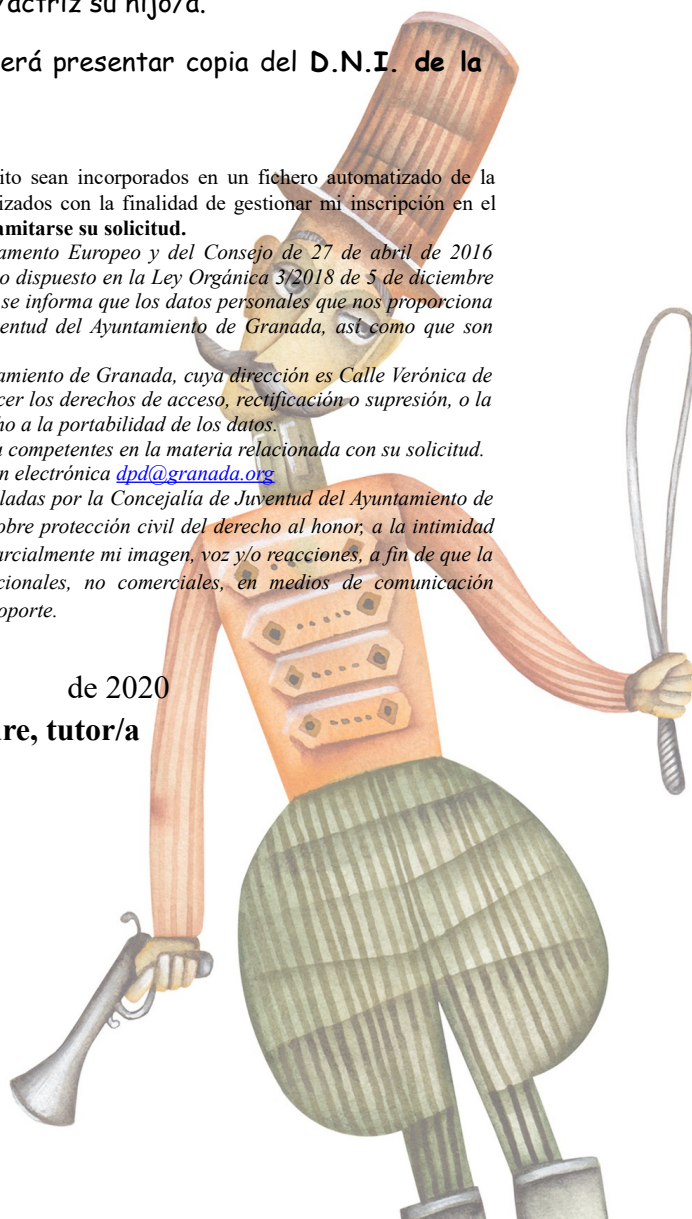 /actriz su hijo/a.
erá presentar copia del D.N.I. de la
ito sean incorporados en un fichero automatizado de la
izados con la finalidad de gestionar mi inscripción en el
amitarse su solicitud.
amento Europeo y del Consejo de 27 de abril de 2016
o dispuesto en la Ley Orgánica 3/2018 de 5 de diciembre
se informa que los datos personales que nos proporciona
ventud del Ayuntamiento de Granada, así como que son
amiento de Granada, cuya dirección es Calle Verónica de
cer los derechos de acceso, rectificación o supresión, o la
ho a la portabilidad de los datos.
a competentes en la materia relacionada con su solicitud.
n electrónica dpd@granada.org
ladas por la Concejalía de Juventud del Ayuntamiento de
obre protección civil del derecho al honor, a la intimidad
arcialmente mi imagen, voz y/o reacciones, a fin de que la
cionales, no comerciales, en medios de comunicación
oporte.
de 2020
re, tutor/a